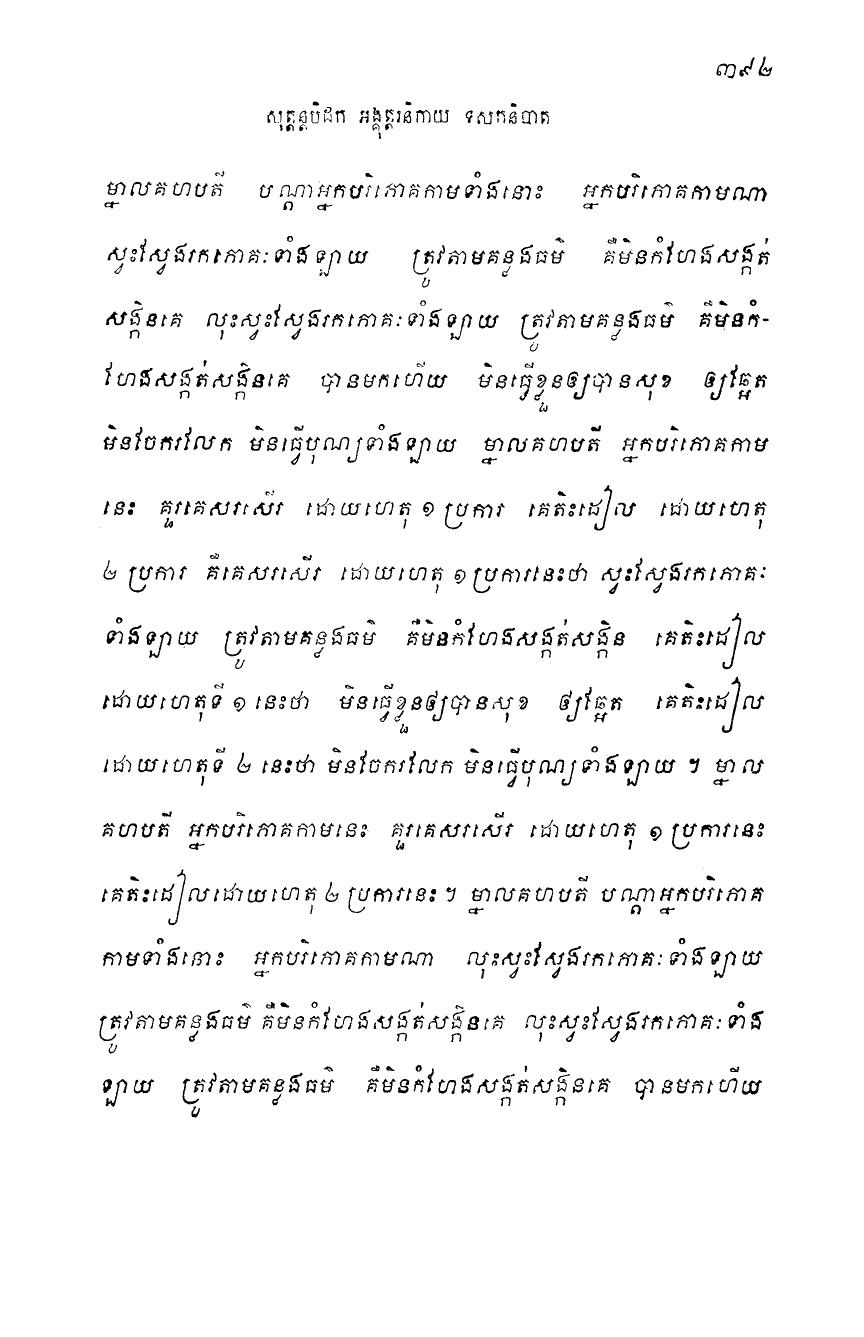 ៣៩៤
សុត្តន្តបិដក អង្គុត្តរនិកាយ ទសកនិបាត
ម្នាលគហបតី បណ្តាអ្នកបរិភោគកាមទាំងនោះ អ្នកបរិភោគកាមណា
ស្វះស្វែងរកភោគៈទាំងឡាយ ត្រូវតាមគន្លងធម៌ គឺមិនកំហែងសង្កត់
សង្កិនគេ លុះស្វះស្វែងរកភោគៈទាំងឡាយ ត្រូវតាមគន្លងធម៌ គឺមិនកំ-
ហែងសង្កត់សង្កិនគេ បានមកហើយ មិនធ្វើខ្លួនឲ្យបានសុខ ឲ្យឆ្អែត
មិនចែករលែក មិនធ្វើបុណ្យទាំងឡាយ ម្នាលគហបតី អ្នកបរិភោគកាម
នេះ គួរគេសរសើរ ដោយហេតុ ១ ប្រការ គេតិះដៀល ដោយហេតុ
៤ ប្រការ គឺគេសរសើរ ដោយហេតុ ១ ប្រការនេះថា ស្វះស្វែងរកភោគៈ
ទាំងឡាយ ត្រូវតាមគន្លងធម៌ គឺមិនកំហែងសង្កត់សង្កិន គេតិះដៀល
ដោយហេតុទី ១ នេះថា មិនធ្វើខ្លួនឲ្យបានសុខ ឲ្យឆ្អែត គេតិះដៀល
ដោយហេតុទី ៤ នេះថា មិនចែករលែក មិនធ្វើបុណ្យទាំងឡាយ ។ ម្នាល
គហបតី អ្នកបរិភោគកាមនេះ គួរគេសរសើរ ដោយហេតុ ១ ប្រការនេះ
គេតិះដៀលដោយហេតុ ៤ ប្រការនេះ ។ ម្នាលគហបតី បណ្តាអ្នកបរិភោគ
កាមទាំងនោះ អ្នកបរិភោគកាមណា លុះស្វះស្វែងរកភោគៈទាំងឡាយ
ត្រូវតាមគន្លងធម៌ គឺមិនកំហែងសង្កត់សង្កិនគេ លុះស្វះស្វែងរកភោគៈទាំង
ឡាយ ត្រូវតាមគន្លងធម៌ គឺមិនកំហែងសង្កត់សង្កិនគេ បានមកហើយ